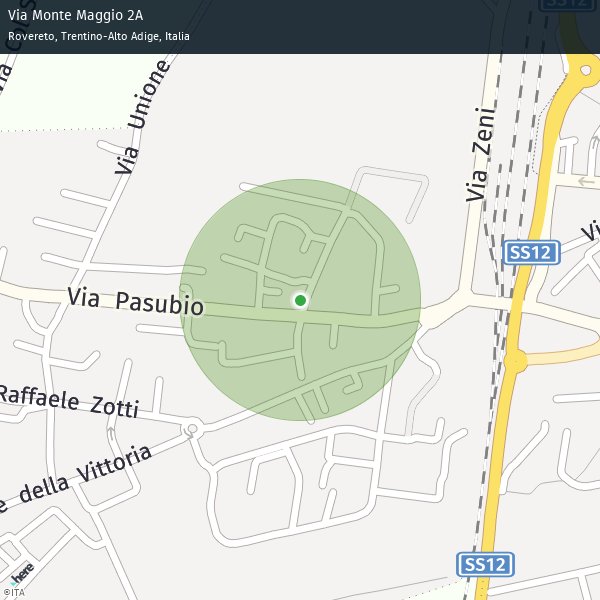 Via Monte Maggio 2A
Rovereto, Trentino-Alto Adige, Italia
SS12
Via Unione
Via Zeni
SS12
Via Pasubio
Raffaele Zotti
e della Vittoria
SS12
here
©ITA